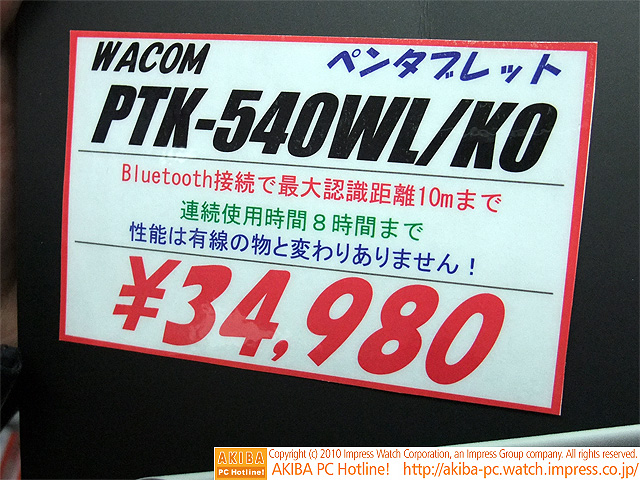 WACOM ペンタブレット
PTK-540WL/K0
Bluetooth接続で最大認識距離10mまで
連続使用時間8時間まで
性能は有線の物と変わりありません!
¥34,980
AKIBA PC Hotline!
Copyright (c) 2010 Impress Watch Corporation, an Impress Group company. All rights reserved.
AKIBA PC Hotline! http://akiba-pc.watch.impress.co.jp/